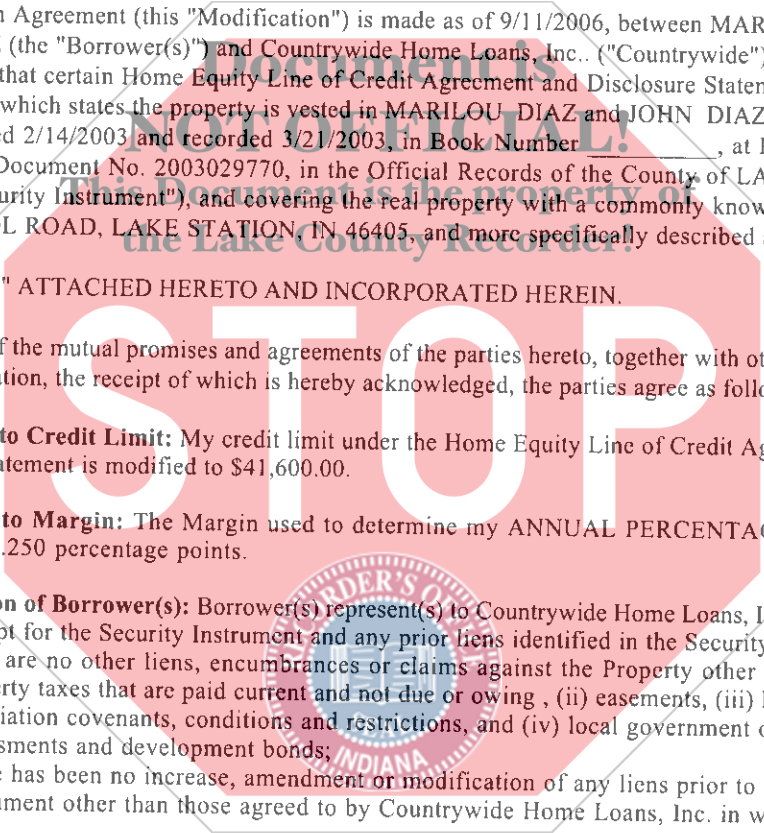 n Agreement (this "Modification") is made as of 9/11/2006, between MAR
(the "Borrower(s)") and Countrywide Home Loans, Inc.. ("Countrywide")
that certain Home Equity Line of Credit Agreement and Disclosure Statem
which states the property is vested in MARILOU DIAZ and JOHN DIAZ
d 2/14/2003 and recorded 3/21/2003, in Book Number _________, at
Document No. 2003029770, in the Official Records of the County of LA
urity Instrument"), and covering the real property with a commonly know
L ROAD, LAKE STATION, IN 46405, and more specifically described
Document is
NOT OFFICIAL!
This Document is the property of
the Lake County Recorder!
" ATTACHED HERETO AND INCORPORATED HEREIN.
f the mutual promises and agreements of the parties hereto, together with ot
ation, the receipt of which is hereby acknowledged, the parties agree as follo
STOP
to Credit Limit: My credit limit under the Home Equity Line of Credit Ag
atement is modified to $41,600.00.
to Margin: The Margin used to determine my ANNUAL PERCENTA
.250 percentage points.
on of Borrower(s): Borrower(s) represent(s) to Countrywide Home Loans, I
pt for the Security Instrument and any prior liens identified in the Security
are no other liens, encumbrances or claims against the Property other
erty taxes that are paid current and not due or owing , (ii) easements, (iii)
iation covenants, conditions and restrictions, and (iv) local government o
sments and development bonds;
e has been no increase, amendment or modification of any liens prior to
ument other than those agreed to by Countrywide Home Loans, Inc. in w
INDIANA